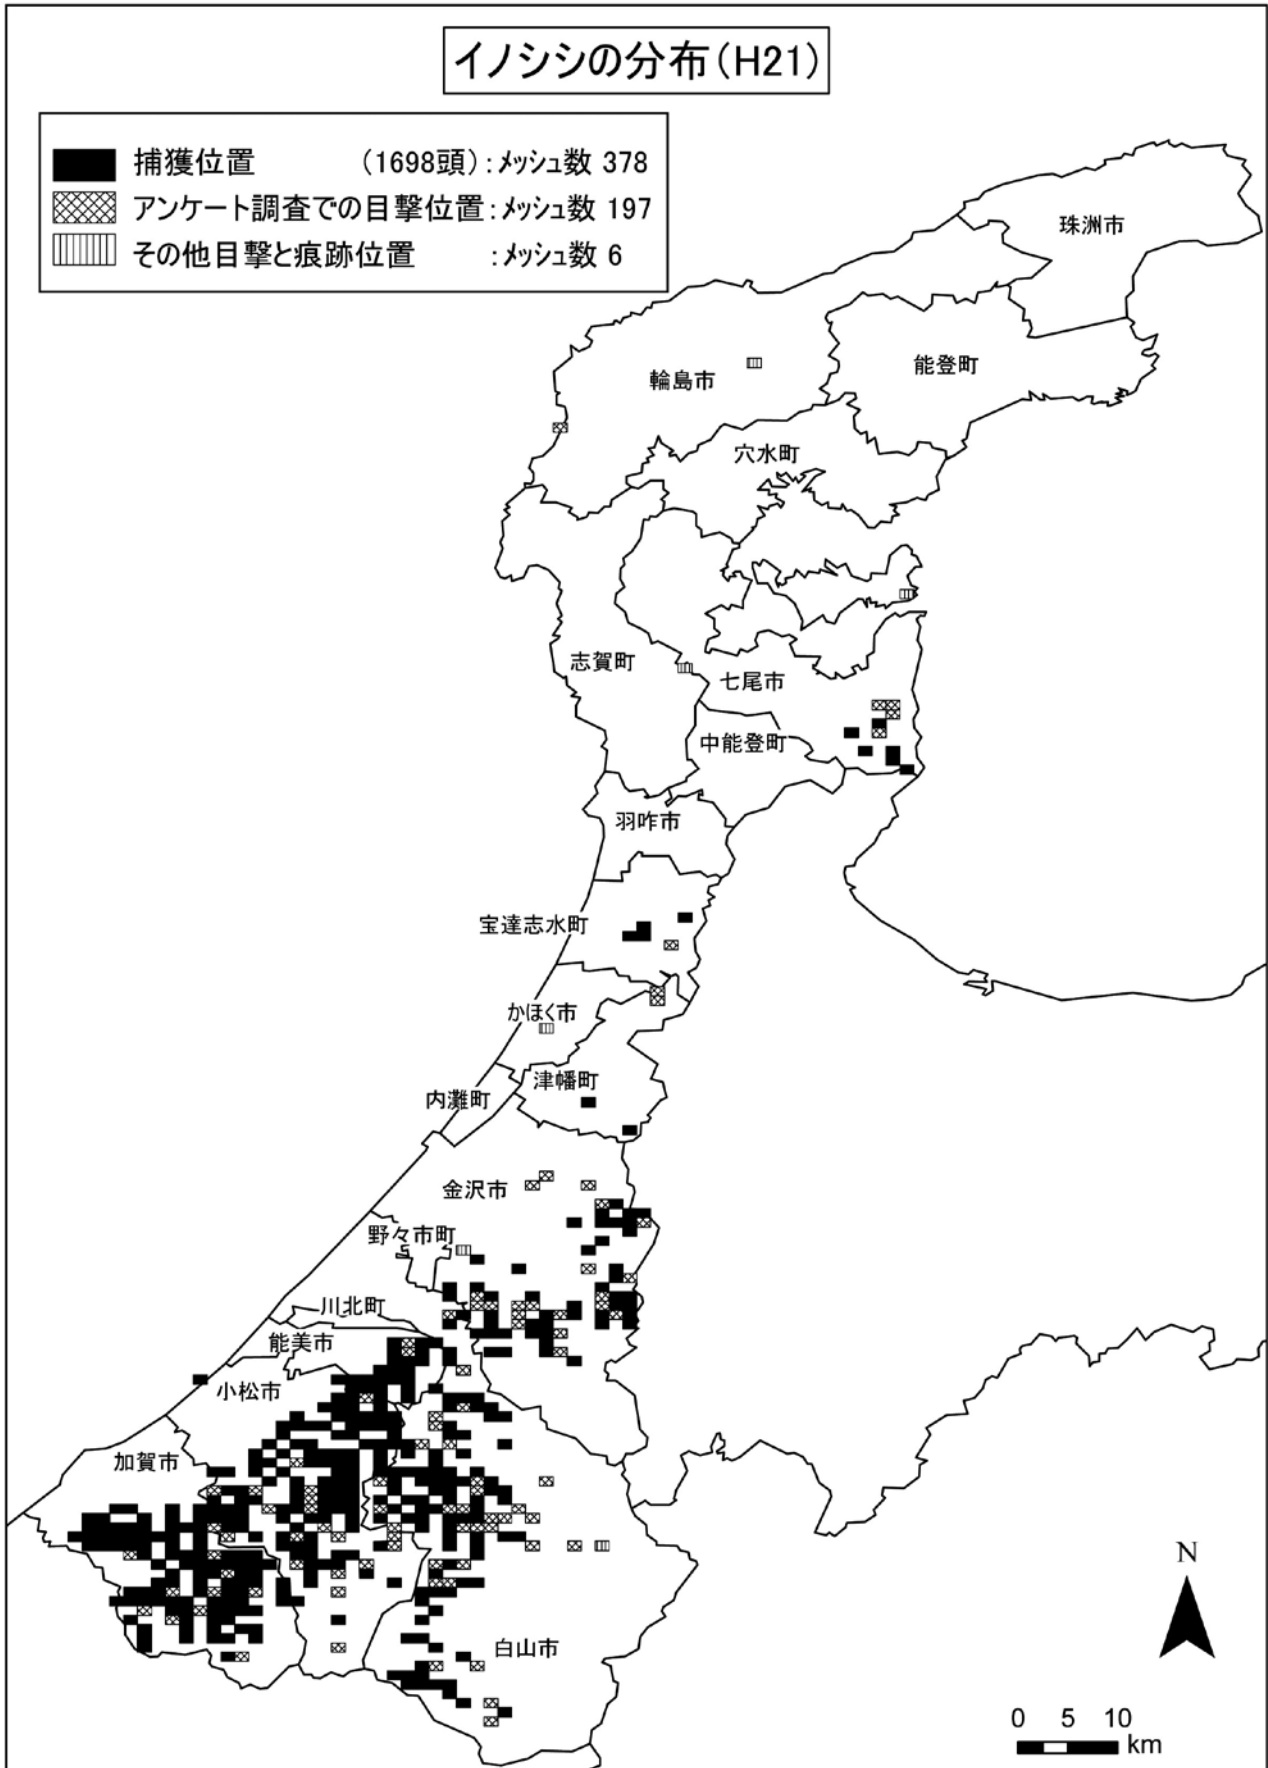 イノシシの分布(H21)
捕獲位置 (1698頭):メッシュ数 378
アンケート調査での目撃位置:メッシュ数 197
その他目撃と痕跡位置 :メッシュ数 6
珠洲市
能登町
輪島市
穴水町
志賀町
七尾市
中能登町
羽咋市
宝達志水町
かほく市
津幡町
内灘町
金沢市
野々市町
川北町
能美市
小松市
加賀市
白山市
N
0 5 10
km